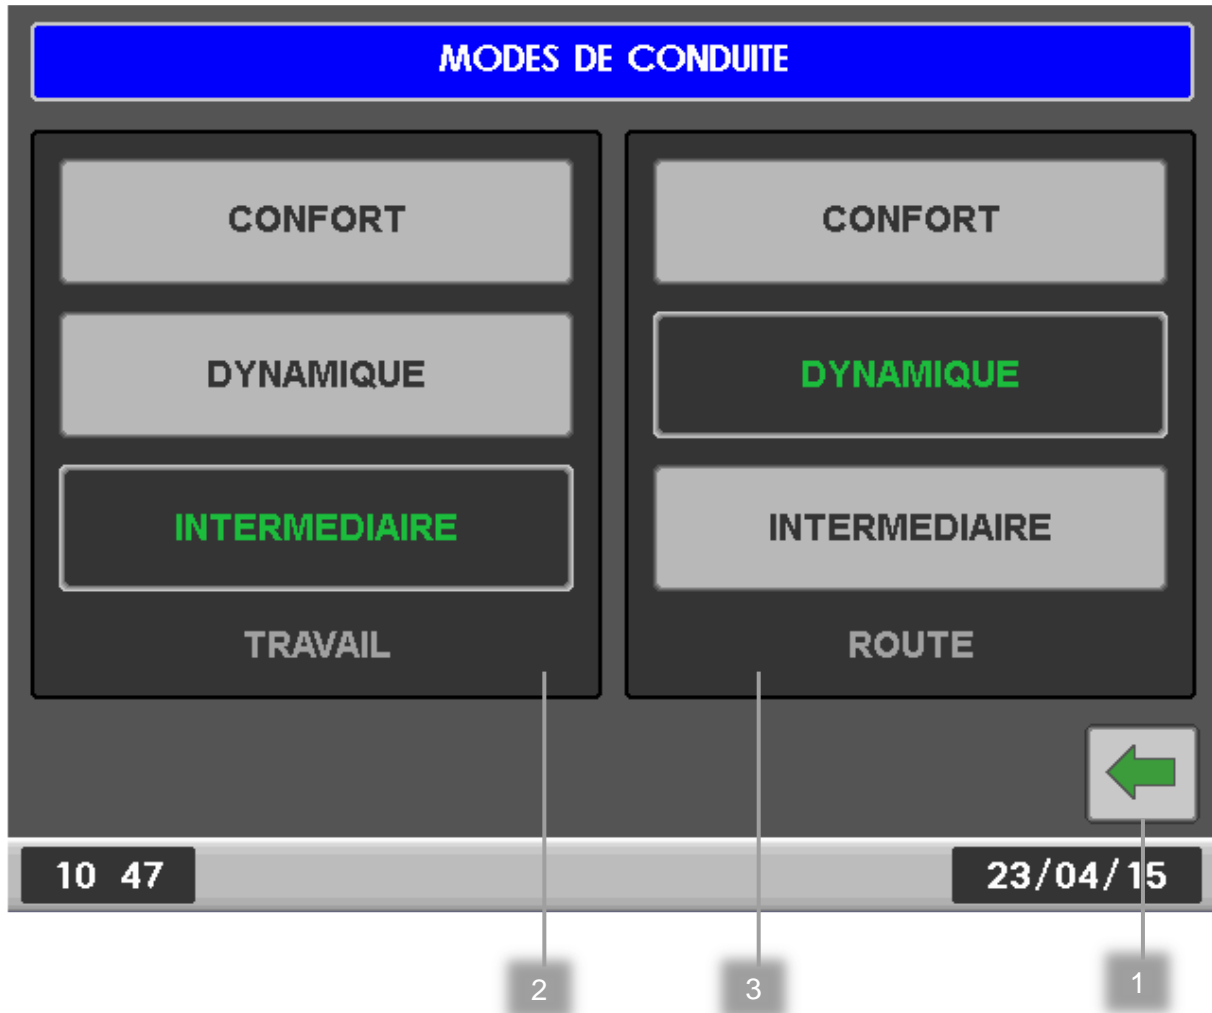 MODES DE CONDUITE
CONFORT
DYNAMIQUE
INTERMEDIAIRE
TRAVAIL
CONFORT
DYNAMIQUE
INTERMEDIAIRE
ROUTE
10 47
23/04/15
2
3
1